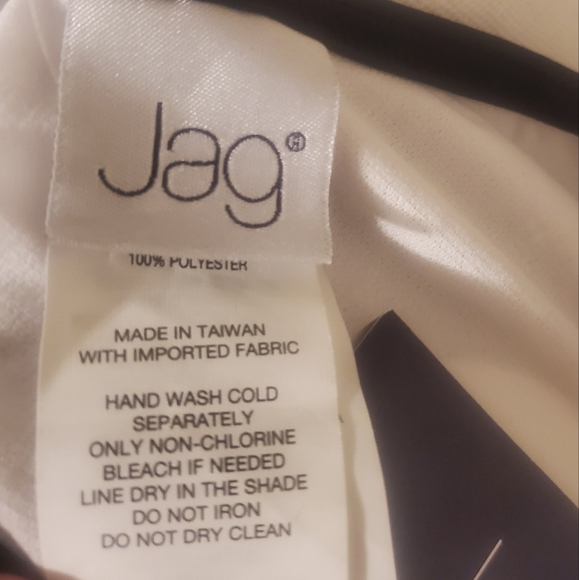 Jag®
100% POLYESTER
MADE IN TAIWAN
WITH IMPORTED FABRIC
HAND WASH COLD
SEPARATELY
ONLY NON-CHLORINE
BLEACH IF NEEDED
LINE DRY IN THE SHADE
DO NOT IRON
DO NOT DRY CLEAN